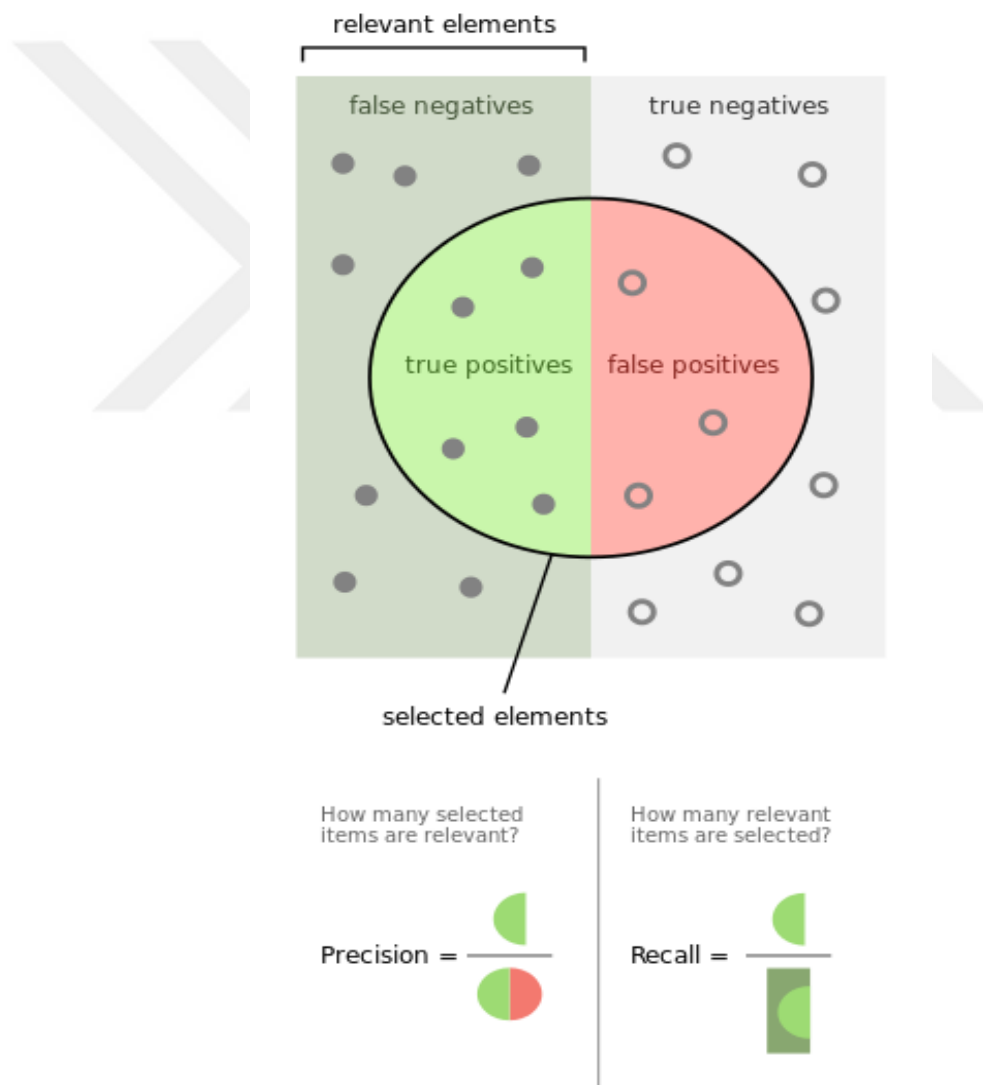 relevant elements
false negatives
true negatives
true positives
false positives
selected elements
How many selected
items are relevant?
How many relevant
items are selected?
Precision =
Recall =